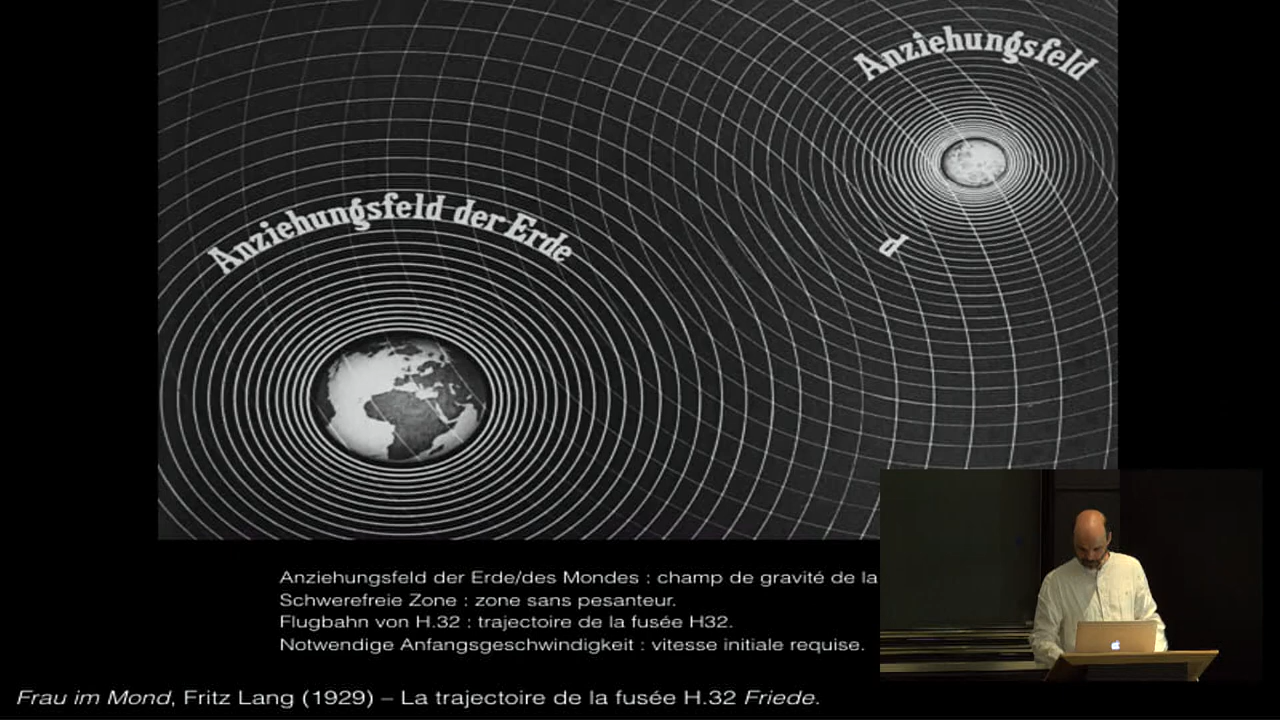 Anziehungsfeld
Anziehungsfeld der Erde
d
Anziehungsfeld der Erde/des Mondes : champ de gravité de la
Schwerefreie Zone : zone sans pesanteur.
Flugbahn von H.32 : trajectoire de la fusée H32.
Notwendige Anfangsgeschwindigkeit : vitesse initiale requise.
Frau im Mond, Fritz Lang (1929) – La trajectoire de la fusée H.32 Friede.